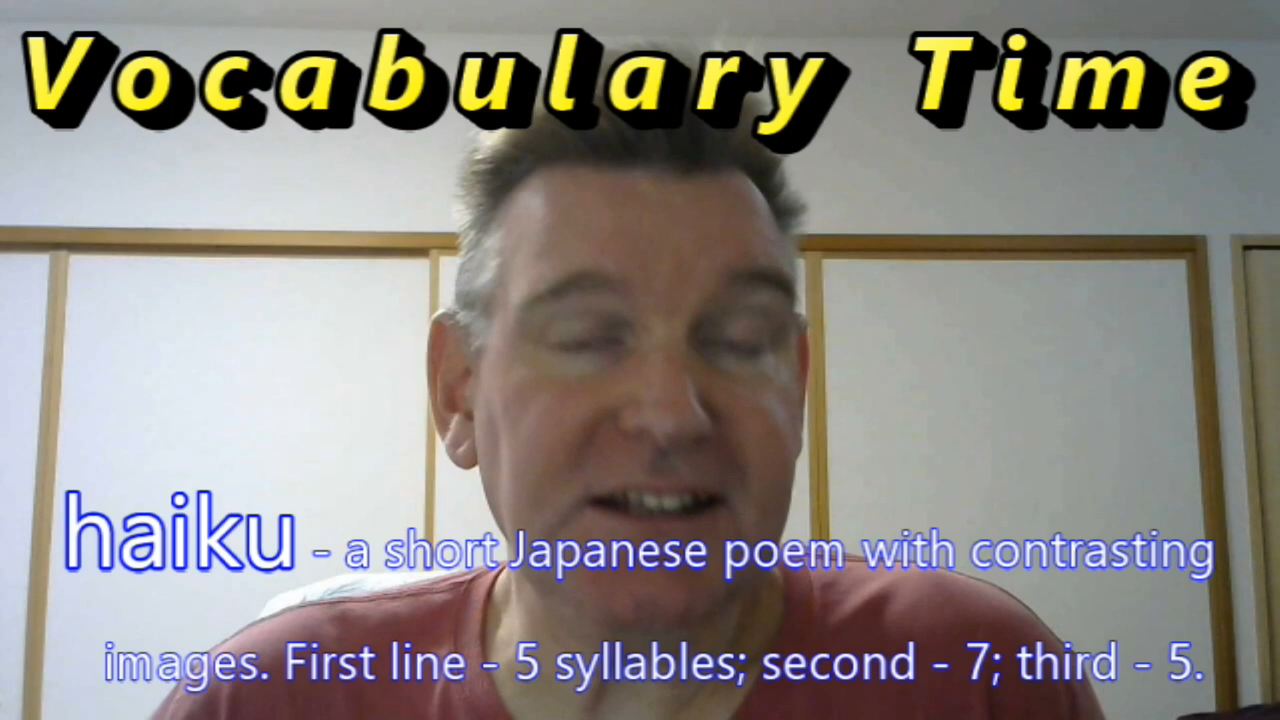 Vocabulary Time
haiku - a short Japanese poem with contrasting
images. First line - 5 syllables; second - 7; third - 5.